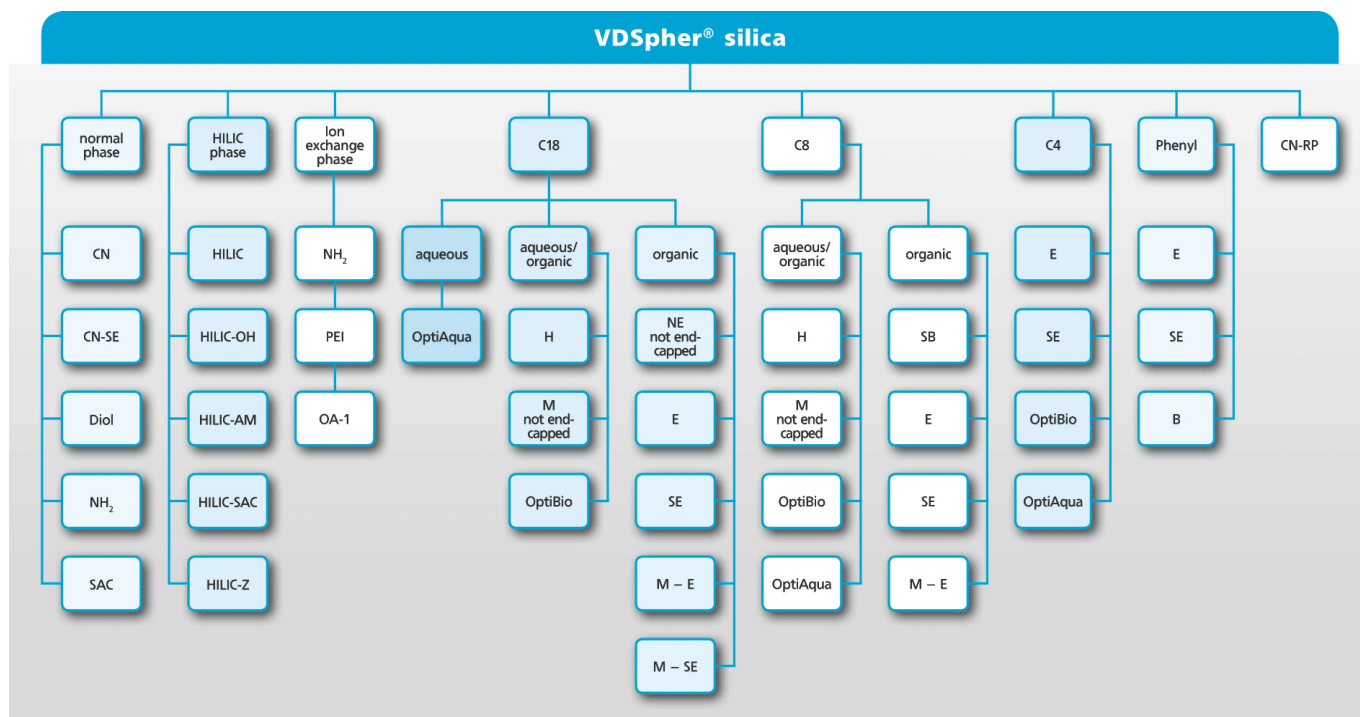 VDSpher® silica
normal
phase
HILIC
phase
Ion
exchange
phase
C18
C8
C4
Phenyl
CN-RP
CN
HILIC
NH₂
aqueous
aqueous/
organic
organic
aqueous/
organic
organic
E
E
CN-SE
HILIC-OH
PEI
OptiAqua
H
NE
not end-
capped
H
SB
SE
SE
Diol
HILIC-AM
OA-1
M
not end-
capped
E
M
not end-
capped
E
OptiBio
B
NH₂
HILIC-SAC
OptiBio
SE
OptiBio
SE
OptiAqua
SAC
HILIC-Z
M – E
OptiAqua
M – E
M – SE